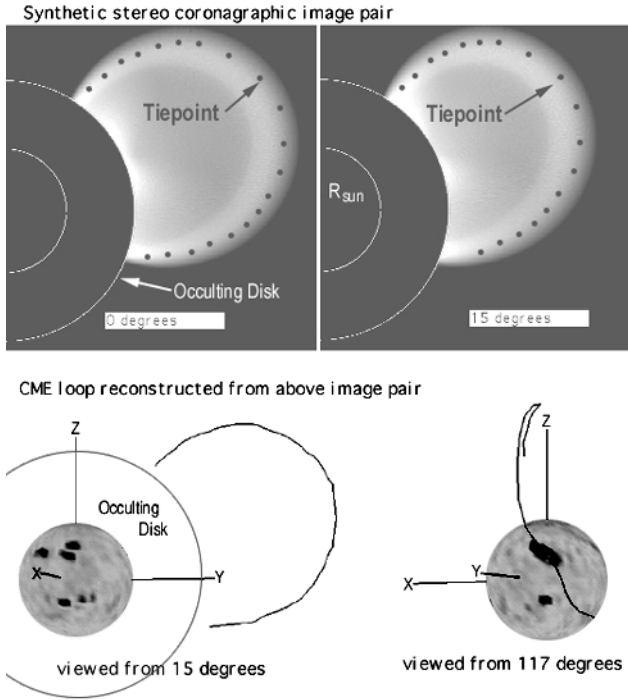 Synthetic stereo coronagraphic image pair
Tiepoint
Occulting Disk
0 degrees
Tiepoint
Rsun
15 degrees
CME loop reconstructed from above image pair
Z
Occulting
Disk
X
Y
viewed from 15 degrees
Z
Y
X
viewed from 117 degrees